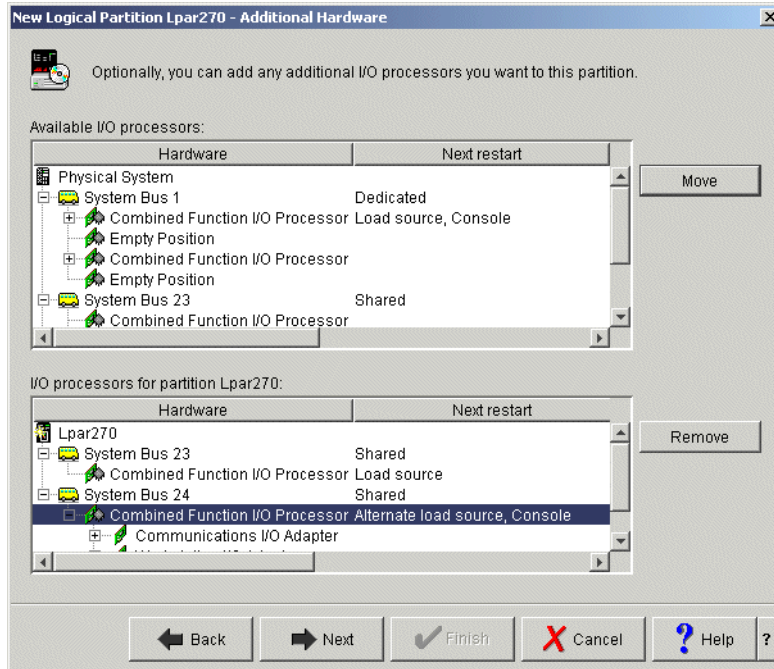 New Logical Partition Lpar270 - Additional Hardware
Optionally, you can add any additional I/O processors you want to this partition.
Available I/O processors:
Hardware Next restart
Physical System
System Bus 1 Dedicated
Combined Function I/O Processor Load source, Console
Empty Position
Combined Function I/O Processor
Empty Position
System Bus 23 Shared
Combined Function I/O Processor
Move
I/O processors for partition Lpar270:
Hardware Next restart
Lpar270
System Bus 23 Shared
Combined Function I/O Processor Load source
System Bus 24 Shared
Combined Function I/O Processor Alternate load source, Console
Communications I/O Adapter
Remove
Back Next Finish Cancel ? Help ?